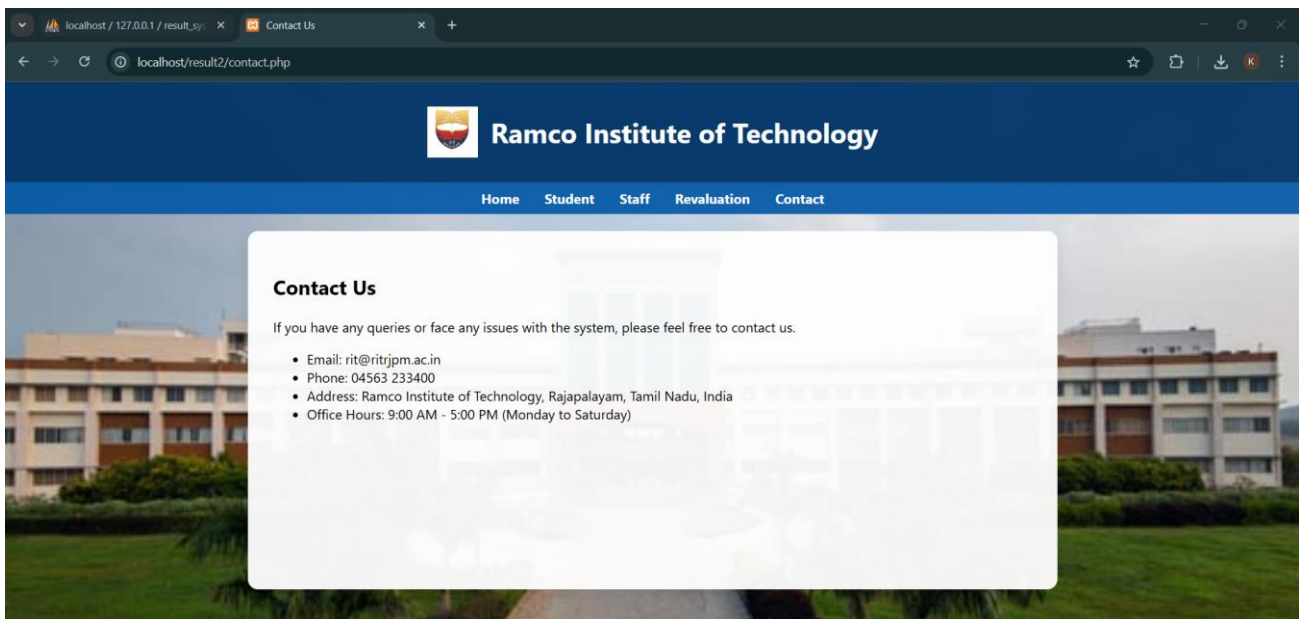 localhost / 127.0.0.1 / result_sy
Contact Us
localhost/result2/contact.php
K
Ramco Institute of Technology
Home Student Staff Revaluation Contact
Contact Us
If you have any queries or face any issues with the system, please feel free to contact us.
• Email: rit@ritrjpm.ac.in
• Phone: 04563 233400
• Address: Ramco Institute of Technology, Rajapalayam, Tamil Nadu, India
• Office Hours: 9:00 AM - 5:00 PM (Monday to Saturday)